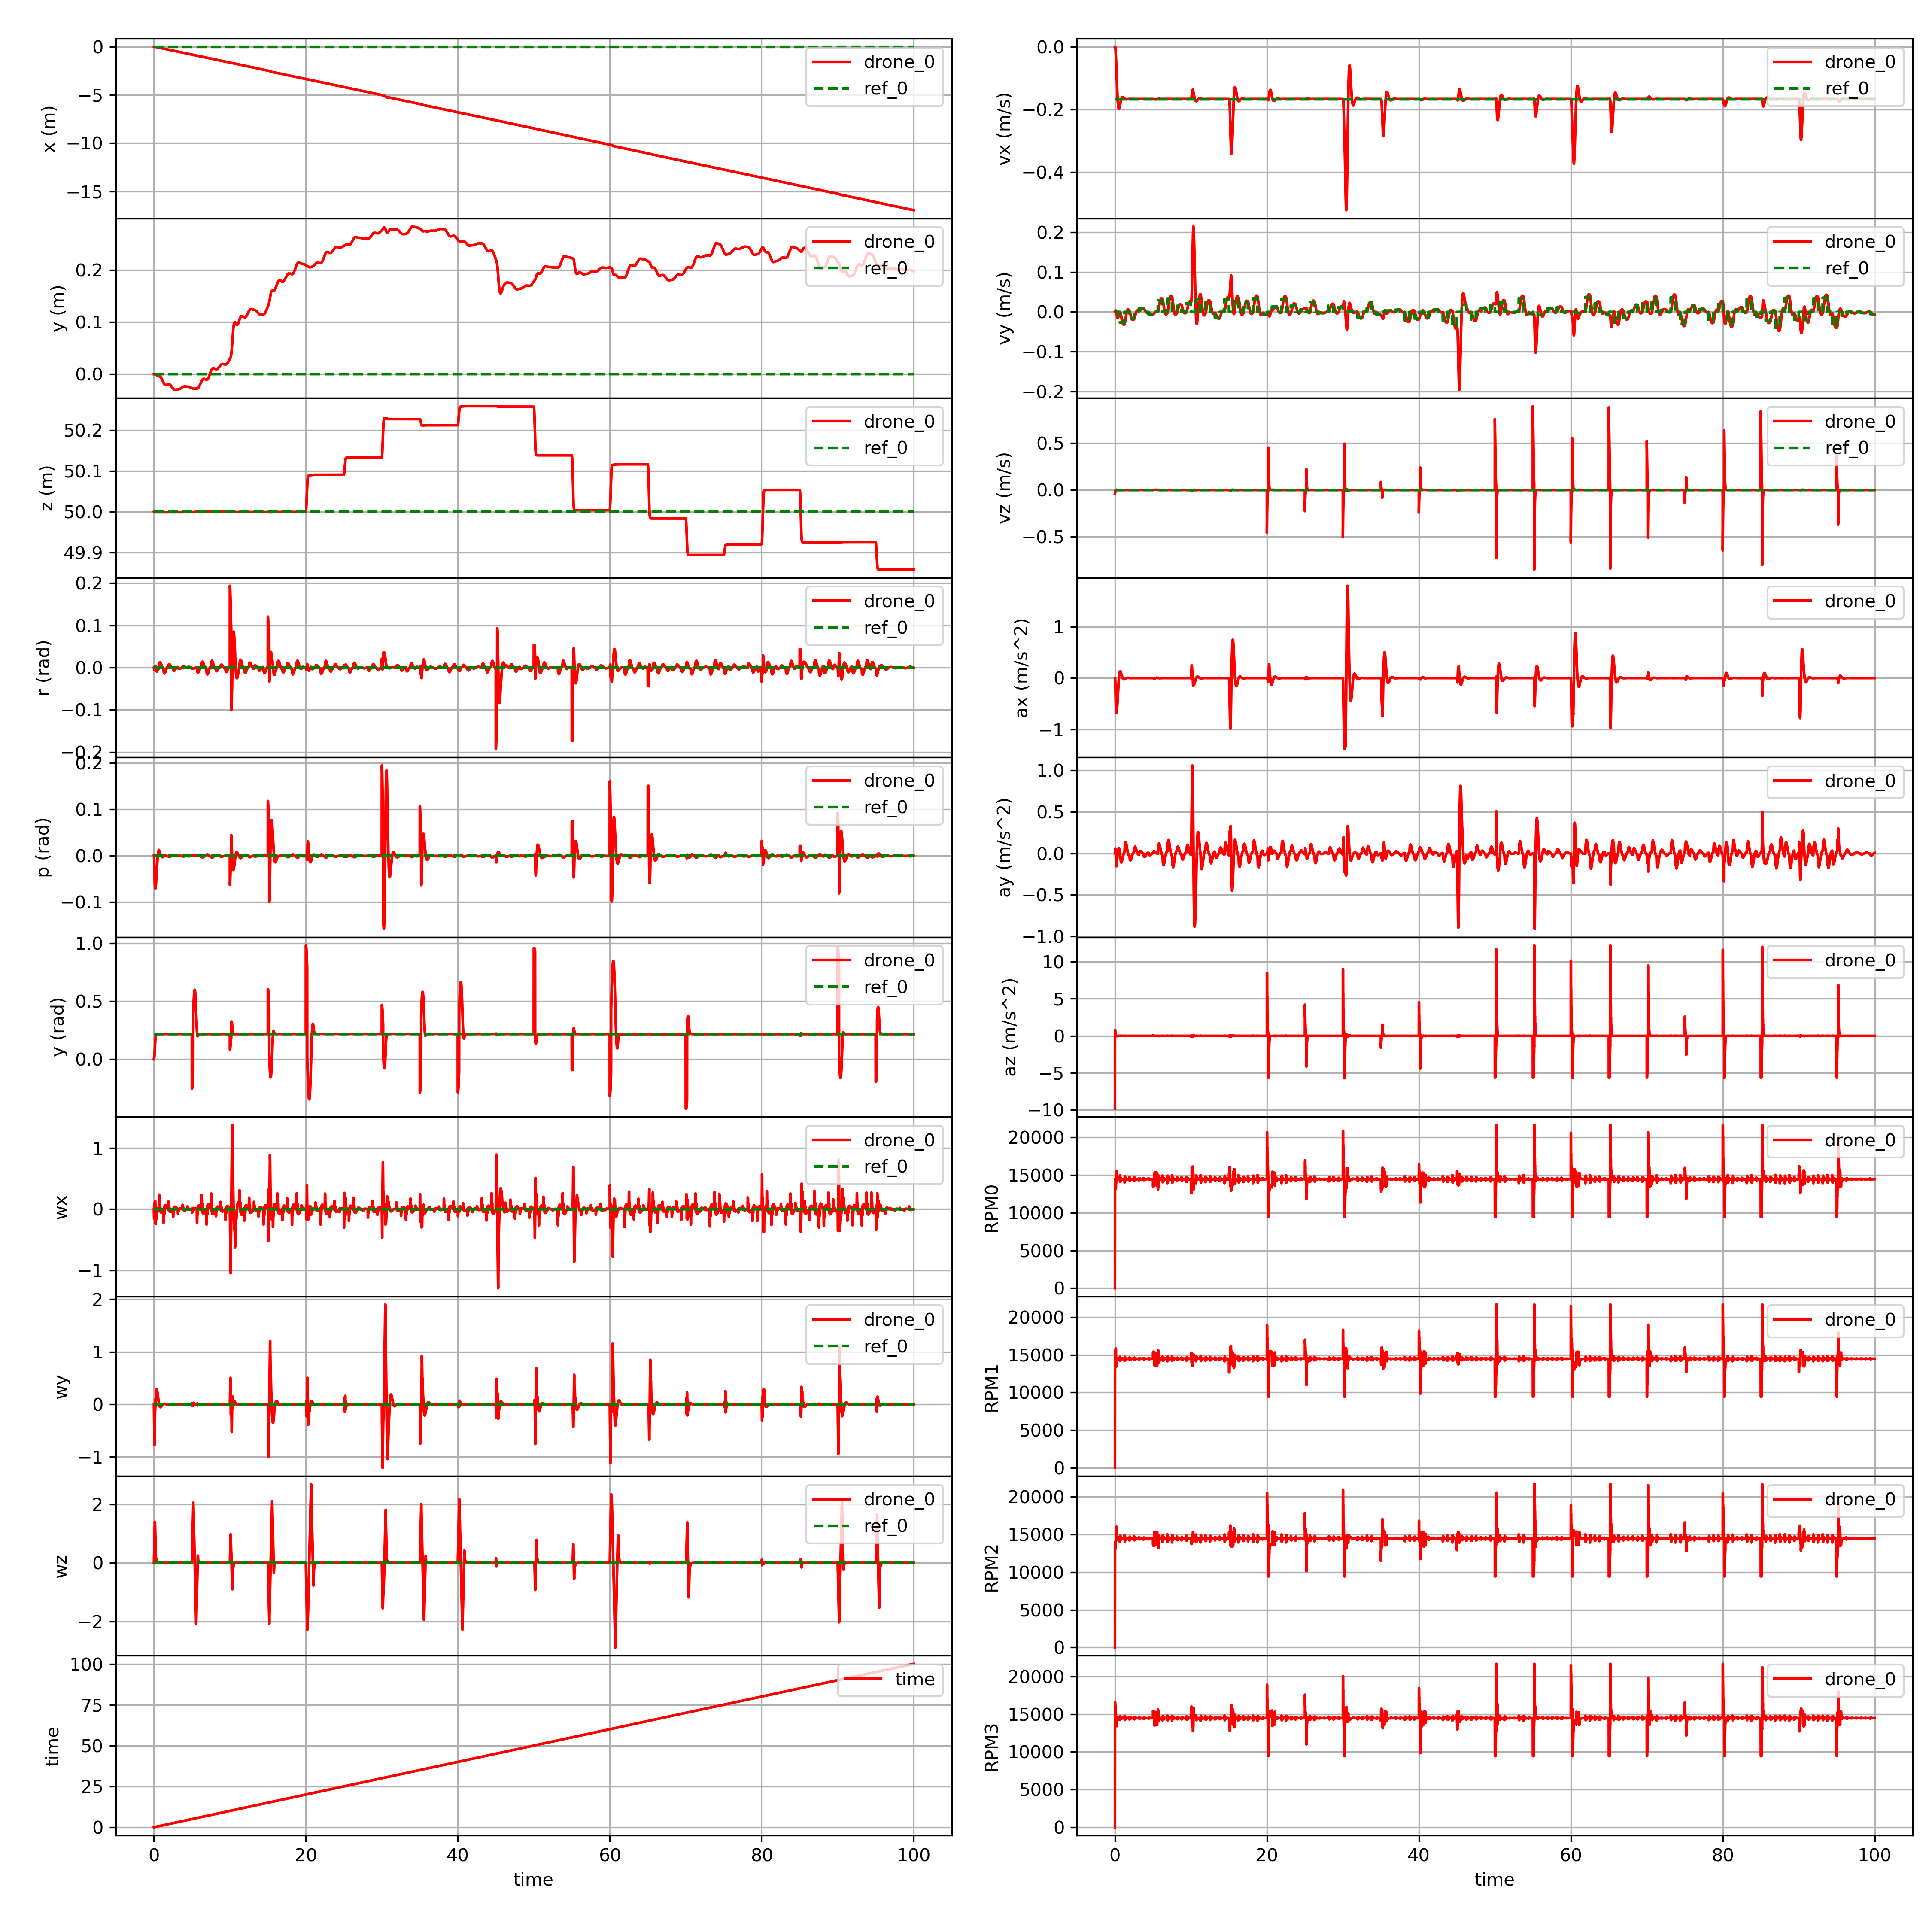 x (m)
0
−5
−10
−15
drone_0
ref_0
y (m)
0.2
0.1
0.0
drone_0
ref_0
z (m)
50.2
50.1
50.0
49.9
drone_0
ref_0
r (rad)
0.2
0.1
0.0
−0.1
−0.2
drone_0
ref_0
p (rad)
0.2
0.1
0.0
−0.1
drone_0
ref_0
y (rad)
1.0
0.5
0.0
drone_0
ref_0
wx
1
0
−1
drone_0
ref_0
wy
2
1
0
−1
drone_0
ref_0
wz
2
0
−2
drone_0
ref_0
time
100
75
50
25
0
time
0 20 40 60 80 100
time
vx (m/s)
0.0
−0.2
−0.4
drone_0
ref_0
vy (m/s)
0.2
0.1
0.0
−0.1
−0.2
drone_0
ref_0
vz (m/s)
0.5
0.0
−0.5
drone_0
ref_0
ax (m/s^2)
1
0
−1
drone_0
ay (m/s^2)
1.0
0.5
0.0
−0.5
−1.0
drone_0
az (m/s^2)
10
5
0
−5
−10
drone_0
RPM0
20000
15000
10000
5000
0
drone_0
RPM1
20000
15000
10000
5000
0
drone_0
RPM2
20000
15000
10000
5000
0
drone_0
RPM3
20000
15000
10000
5000
0
drone_0
0 20 40 60 80 100
time